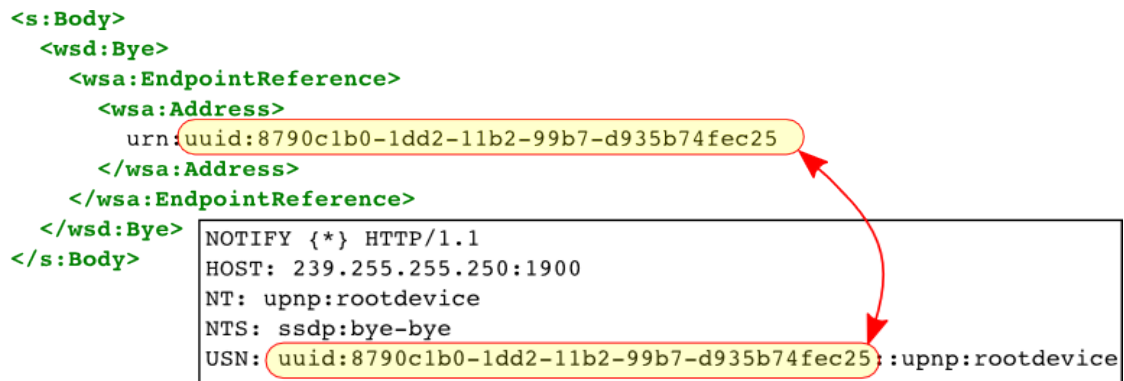 <s:Body>
<wsd:Bye>
<wsa:EndpointReference>
<wsa:Address>
urn:uuid:8790c1b0-1dd2-11b2-99b7-d935b74fec25
</wsa:Address>
</wsa:EndpointReference>
</wsd:Bye>
</s:Body>
NOTIFY {*} HTTP/1.1
HOST: 239.255.255.250:1900
NT: upnp:rootdevice
NTS: ssdp:bye-bye
USN: uuid:8790c1b0-1dd2-11b2-99b7-d935b74fec25::upnp:rootdevice